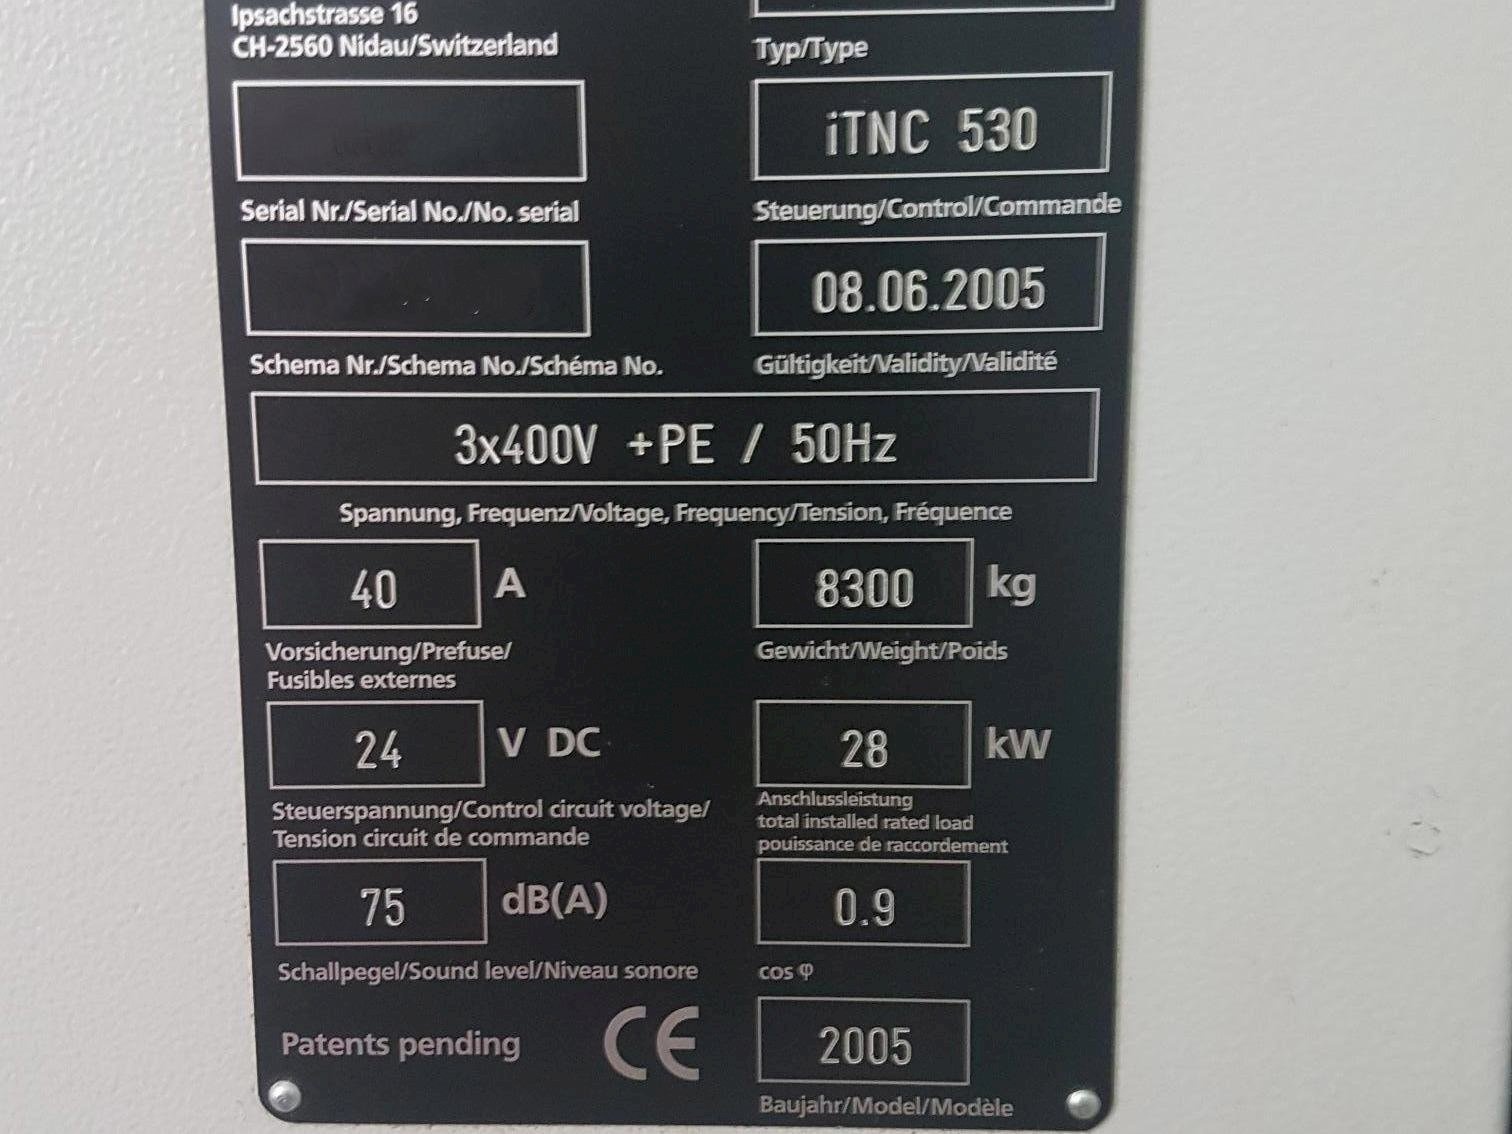 Ipsachstrasse 16
CH-2560 Nidau/Switzerland
Typ/Type
iTNC 530
Serial Nr./Serial No./No. serial
Steuerung/Control/Commande
08.06.2005
Schema Nr./Schema No./Schéma No.
Gültigkeit/Validity/Validité
3x400V +PE / 50Hz
Spannung, Frequenz/Voltage, Frequency/Tension, Fréquence
40 A
8300 kg
Vorsicherung/Prefuse/
Fusibles externes
Gewicht/Weight/Poids
24 V DC
28 kW
Steuerspannung/Control circuit voltage/
Tension circuit de commande
Anschlussleistung
total installed rated load
pouissance de raccordement
75 dB(A)
0.9
Schallpegel/Sound level/Niveau sonore
cos φ
Patents pending
CE
2005
Baujahr/Model/Modèle